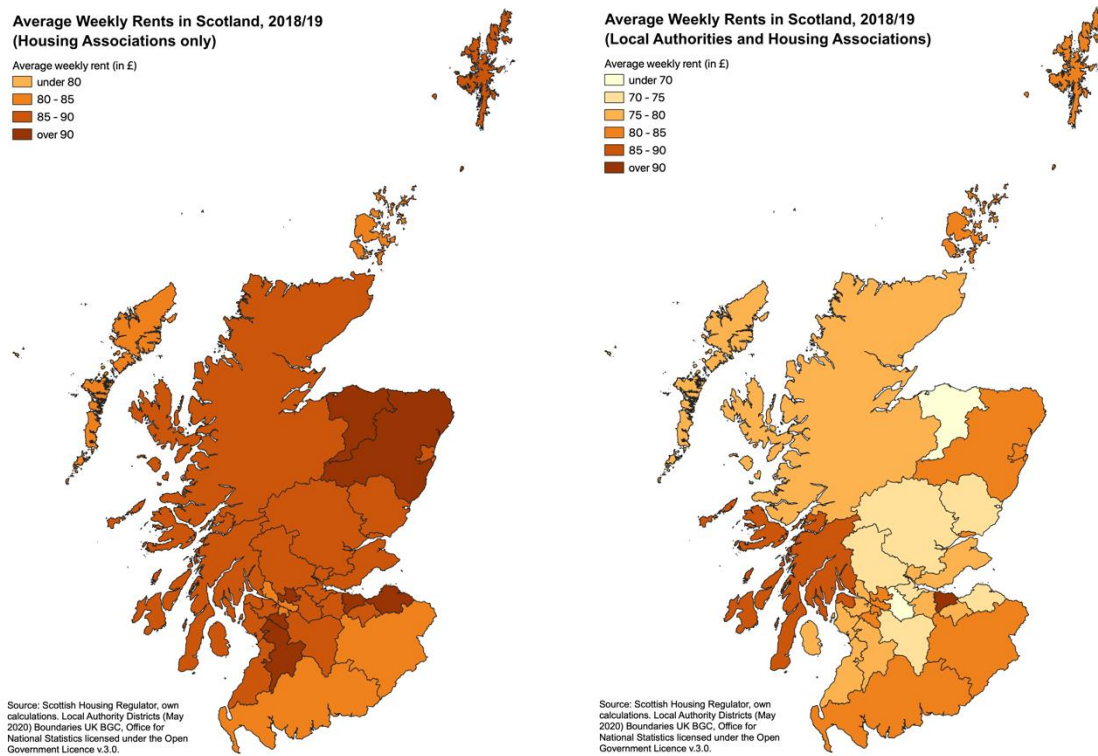 Average Weekly Rents in Scotland, 2018/19
(Housing Associations only)
Average weekly rent (in £)
under 80
80 - 85
85 - 90
over 90
Source: Scottish Housing Regulator, own
calculations. Local Authority Districts (May
2020) Boundaries UK BGC, Office for
National Statistics licensed under the Open
Government Licence v.3.0.
Average Weekly Rents in Scotland, 2018/19
(Local Authorities and Housing Associations)
Average weekly rent (in £)
under 70
70 - 75
75 - 80
80 - 85
85 - 90
over 90
Source: Scottish Housing Regulator, own
calculations. Local Authority Districts (May
2020) Boundaries UK BGC, Office for
National Statistics licensed under the Open
Government Licence v.3.0.